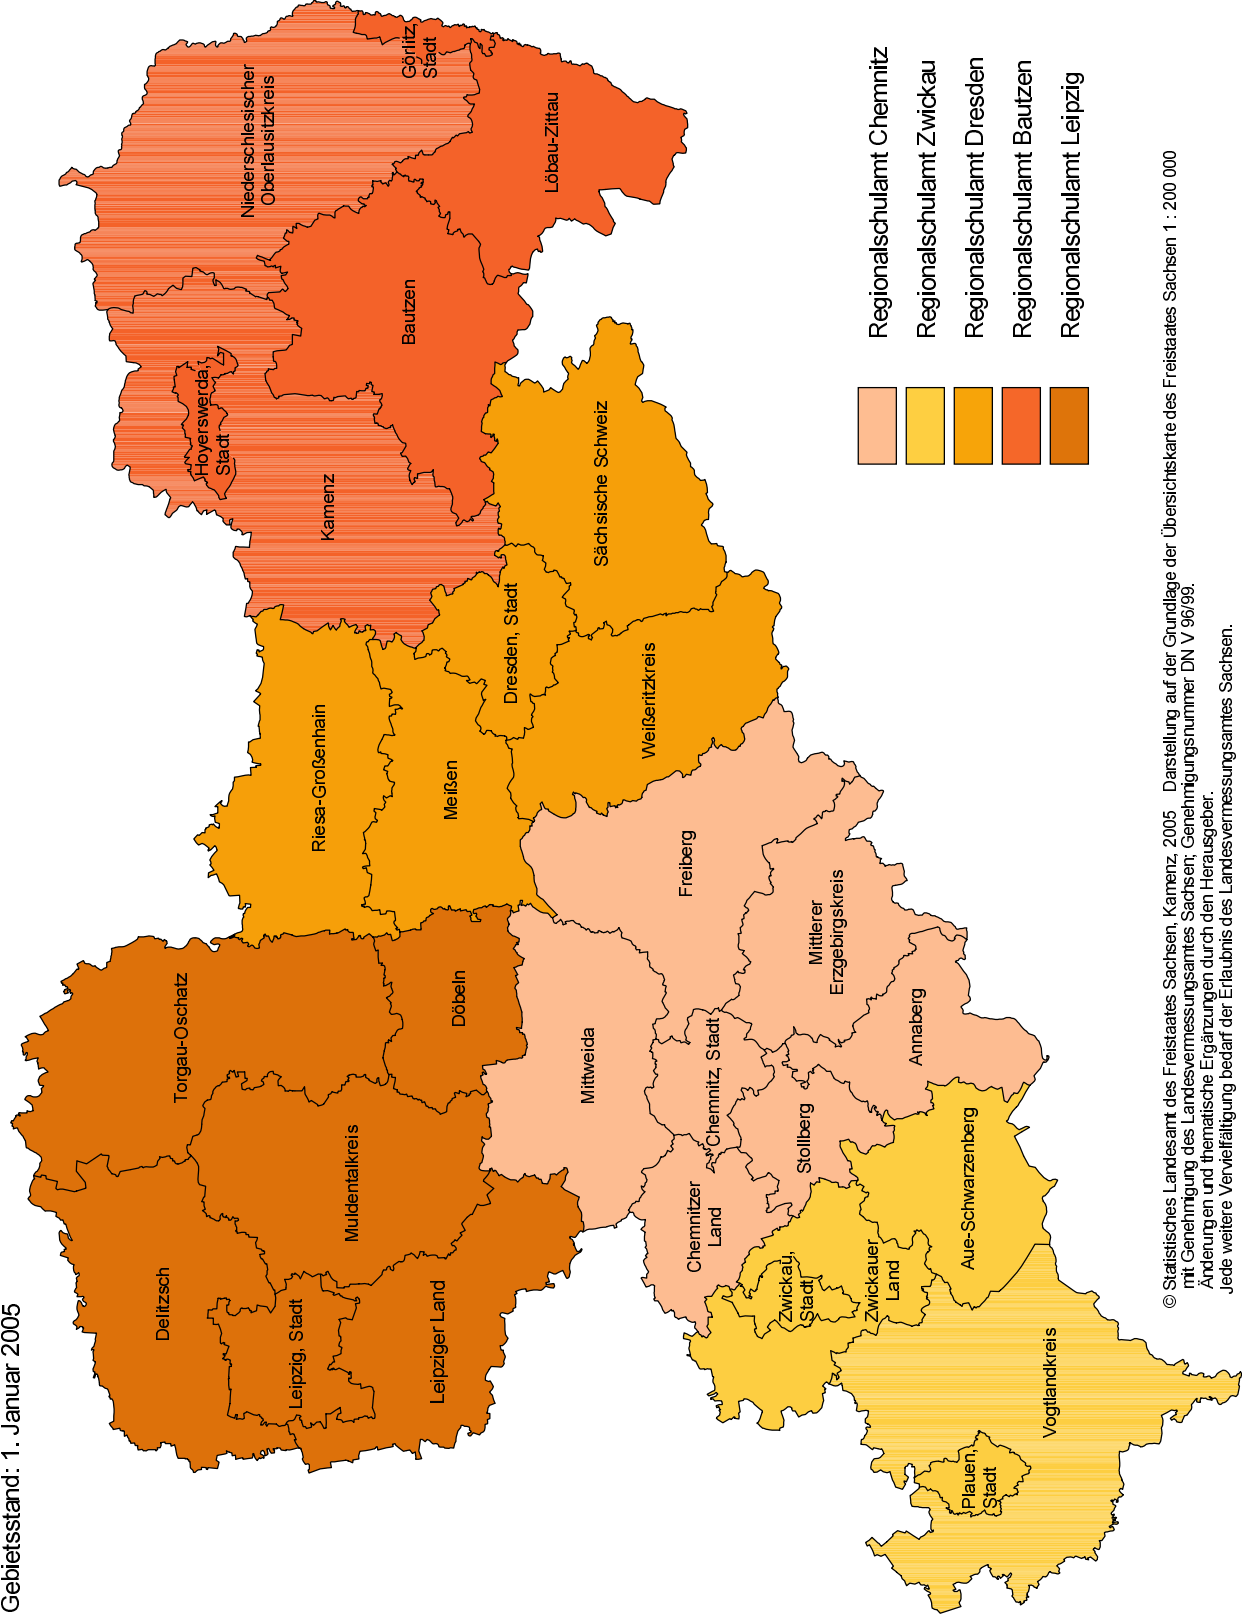 Gebietsstand: 1. Januar 2005
Torgau-Oschatz
Delitzsch
Leipzig, Stadt
Muldentalkreis
Leipziger Land
Döbeln
Riesa-Großenhain
Meißen
Dresden, Stadt
Weißeritzkreis
Sächsische Schweiz
Kamenz
Hoyerswerda,
Stadt
Bautzen
Niederschlesischer
Oberlausitzkreis
Görlitz,
Stadt
Löbau-Zittau
Mittweida
Freiberg
Mittlerer
Erzgebirgskreis
Annaberg
Chemnitz, Stadt
Stollberg
Chemnitzer
Land
Zwickau,
Stadt
Zwickauer
Land
Aue-Schwarzenberg
Vogtlandkreis
Plauen,
Stadt
Regionalschulamt Chemnitz
Regionalschulamt Zwickau
Regionalschulamt Dresden
Regionalschulamt Bautzen
Regionalschulamt Leipzig
© Statistisches Landesamt des Freistaates Sachsen, Kamenz, 2005 Darstellung auf der Grundlage der Übersichtskarte des Freistaates Sachsen 1 : 200 000
mit Genehmigung des Landesvermessungsamtes Sachsen; Genehmigungsnummer DN V 96/99.
Änderungen und thematische Ergänzungen durch den Herausgeber.
Jede weitere Vervielfältigung bedarf der Erlaubnis des Landesvermessungsamtes Sachsen.